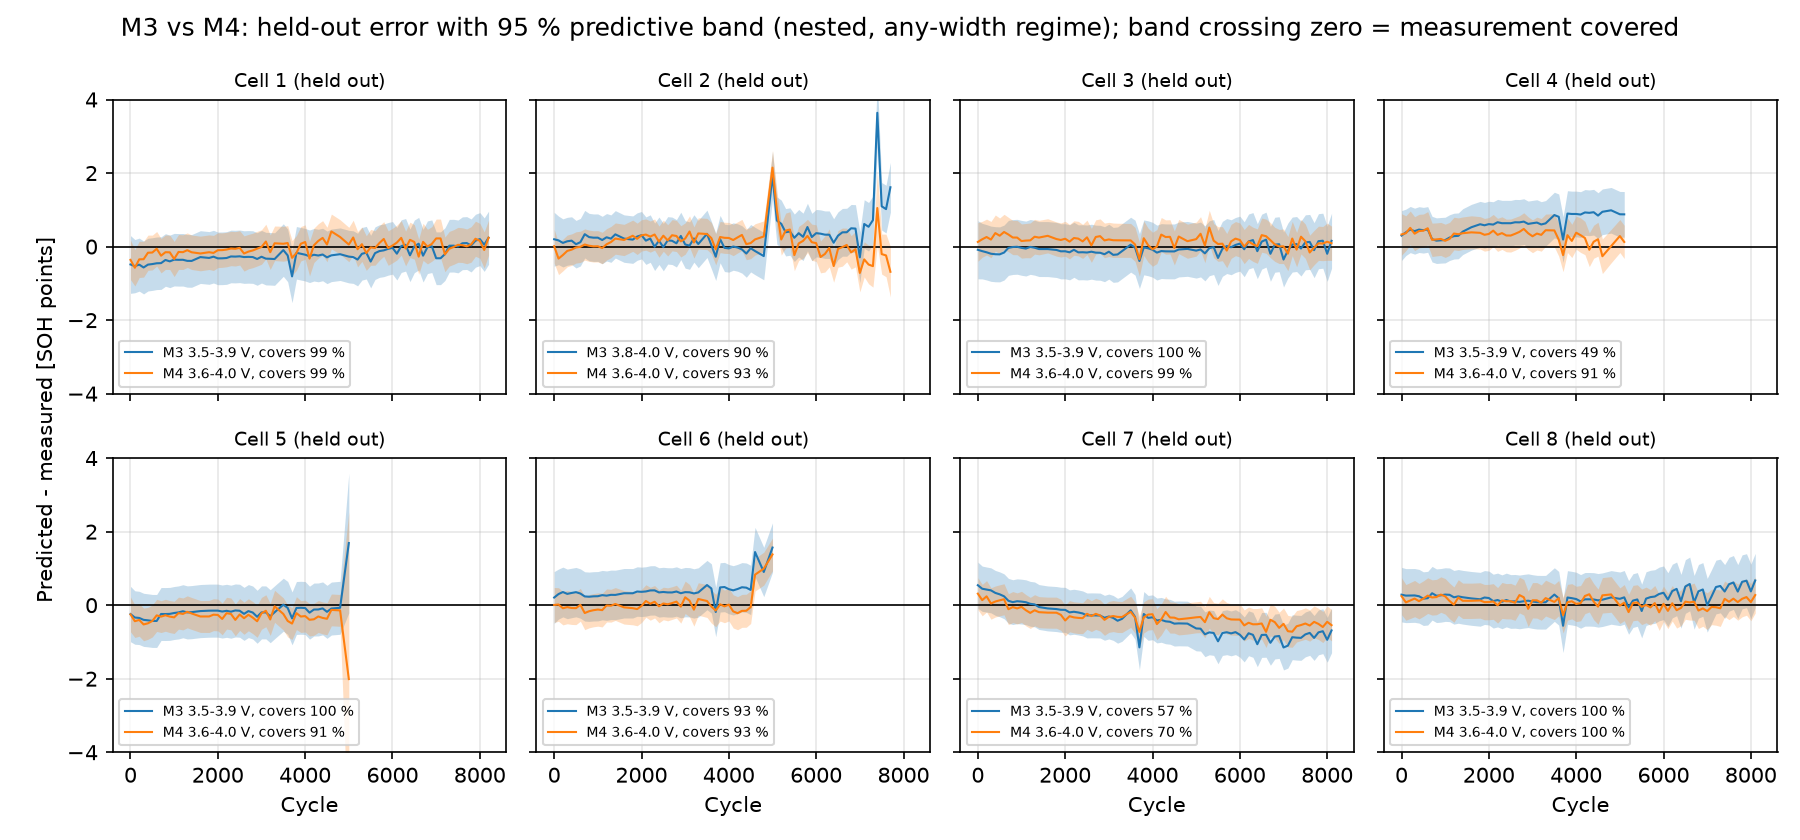 M3 vs M4: held-out error with 95 % predictive band (nested, any-width regime); band crossing zero = measurement covered
Predicted - measured [SOH points]
Cell 1 (held out)
4
2
0
−2
−4
M3 3.5-3.9 V, covers 99 %
M4 3.6-4.0 V, covers 99 %
Cell 2 (held out)
M3 3.8-4.0 V, covers 90 %
M4 3.6-4.0 V, covers 93 %
Cell 3 (held out)
M3 3.5-3.9 V, covers 100 %
M4 3.6-4.0 V, covers 99 %
Cell 4 (held out)
M3 3.5-3.9 V, covers 49 %
M4 3.6-4.0 V, covers 91 %
Cell 5 (held out)
4
2
0
−2
−4
M3 3.5-3.9 V, covers 100 %
M4 3.6-4.0 V, covers 91 %
0 2000 4000 6000 8000
Cycle
Cell 6 (held out)
M3 3.5-3.9 V, covers 93 %
M4 3.6-4.0 V, covers 93 %
0 2000 4000 6000 8000
Cycle
Cell 7 (held out)
M3 3.5-3.9 V, covers 57 %
M4 3.6-4.0 V, covers 70 %
0 2000 4000 6000 8000
Cycle
Cell 8 (held out)
M3 3.5-3.9 V, covers 100 %
M4 3.6-4.0 V, covers 100 %
0 2000 4000 6000 8000
Cycle